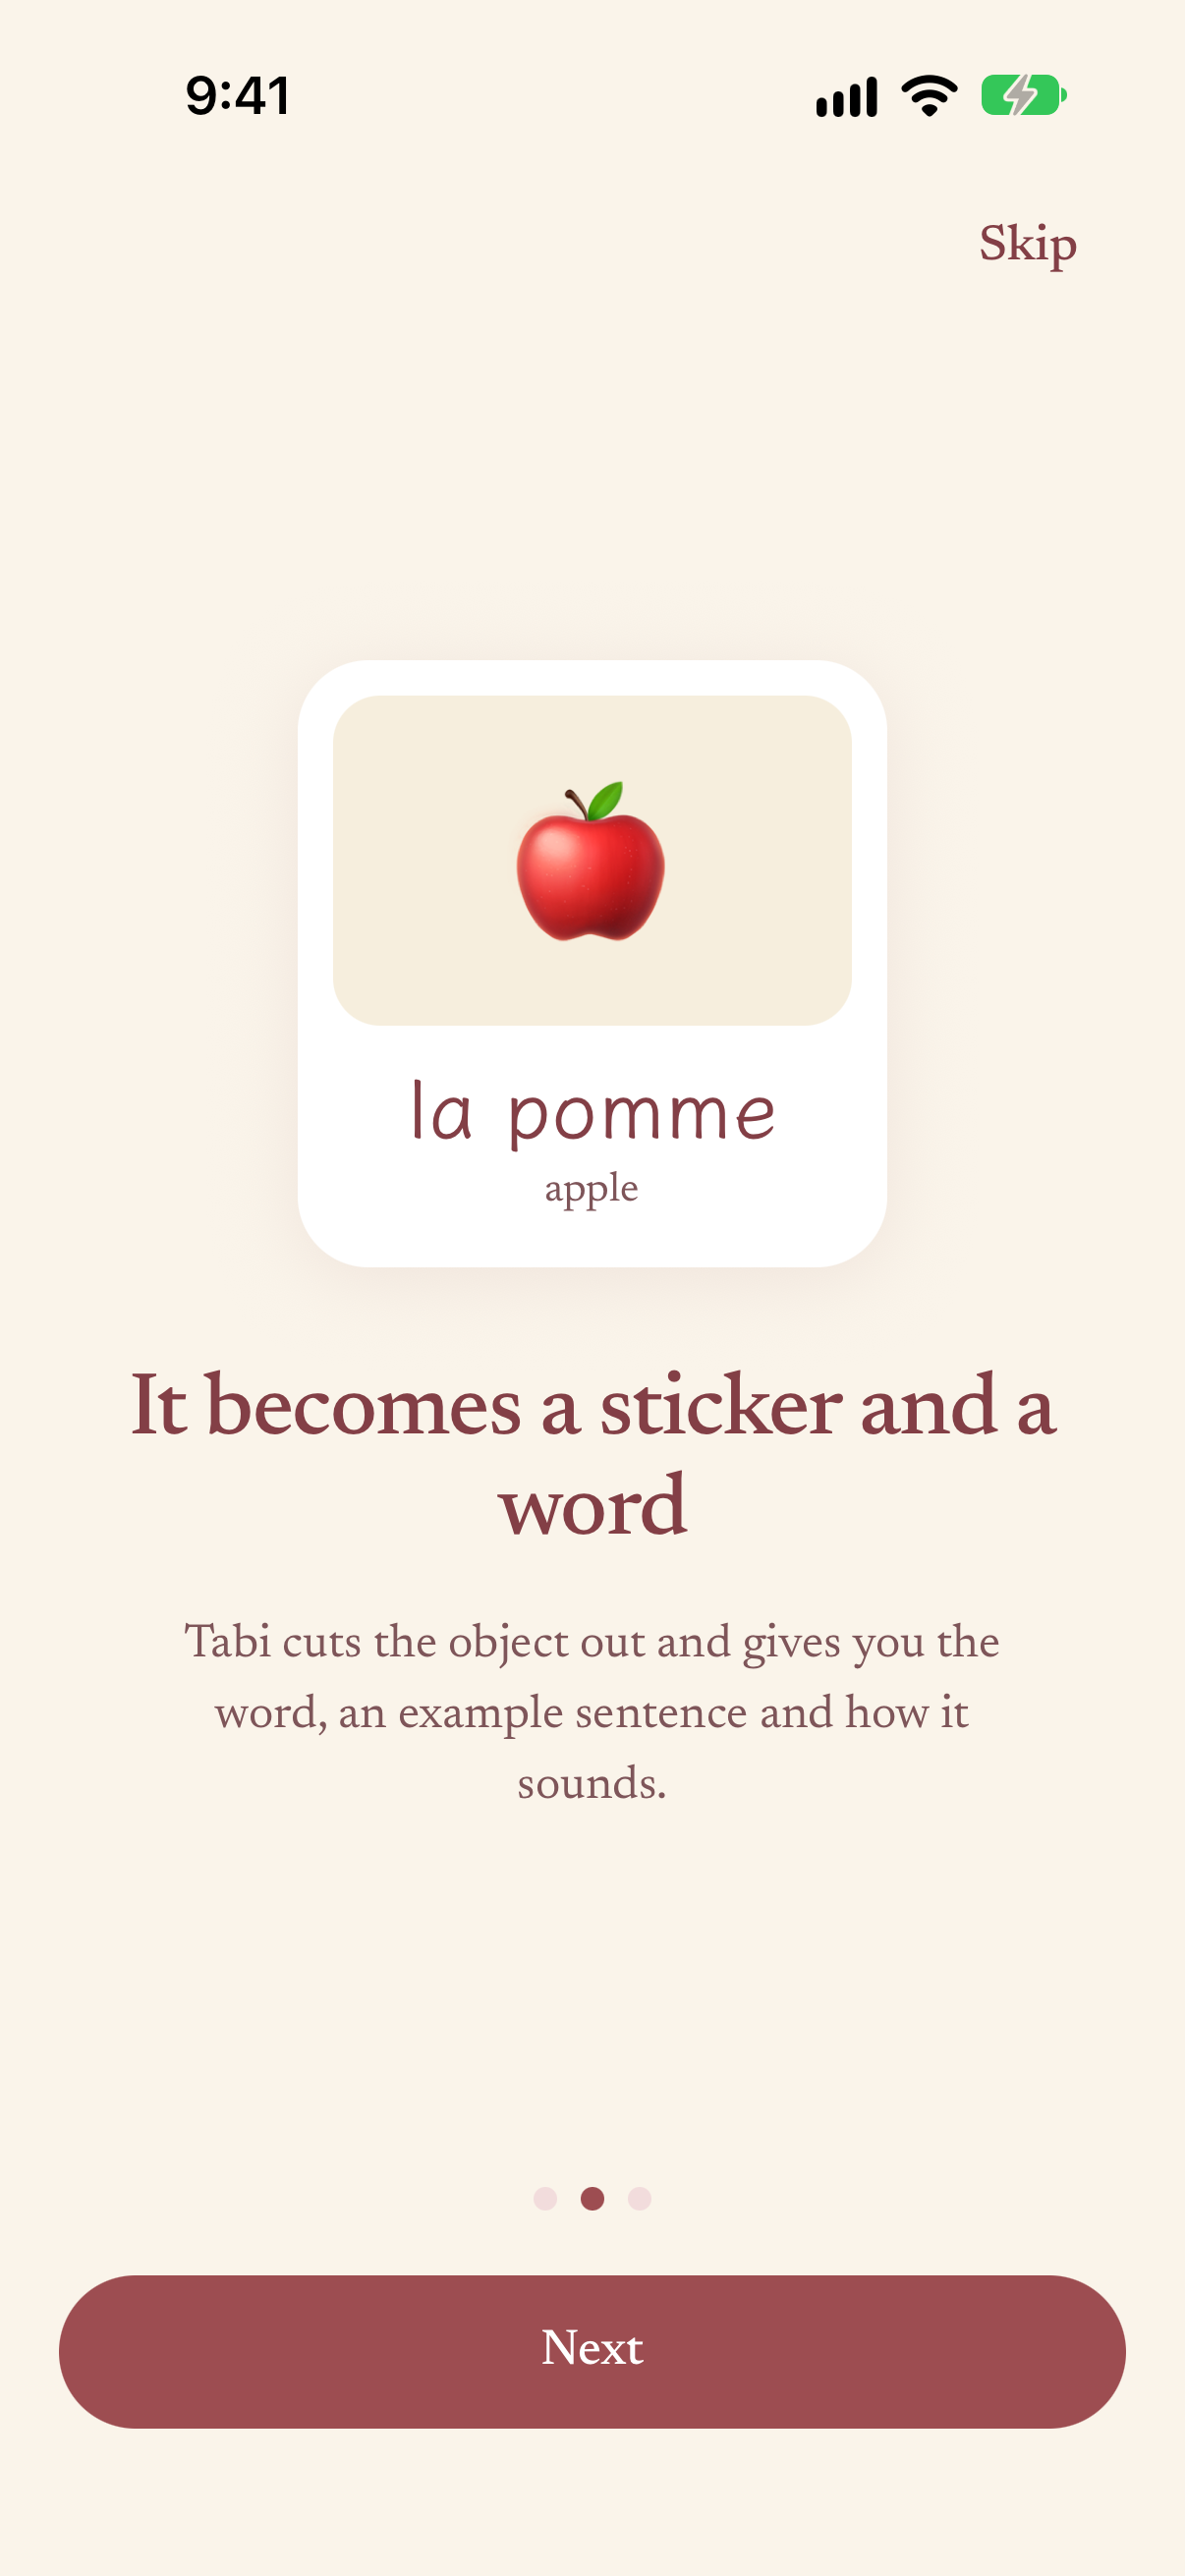 9:41
Skip
la pomme
apple
It becomes a sticker and a
word
Tabi cuts the object out and gives you the
word, an example sentence and how it
sounds.
Next